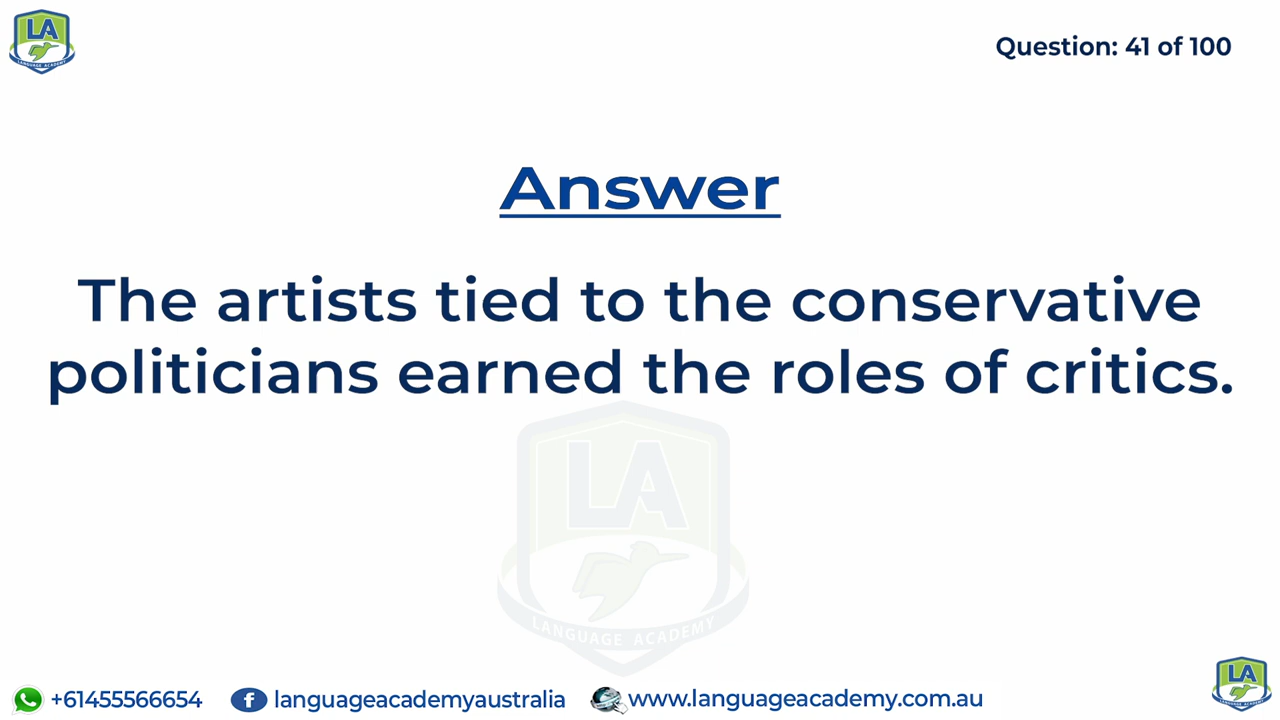 LA
LANGUAGE ACADEMY
Question: 41 of 100
Answer
The artists tied to the conservative
politicians earned the roles of critics.
LA
LANGUAGE ACADEMY
+61455566654 languageacademyaustralia www.languageacademy.com.au
LA
LANGUAGE ACADEMY